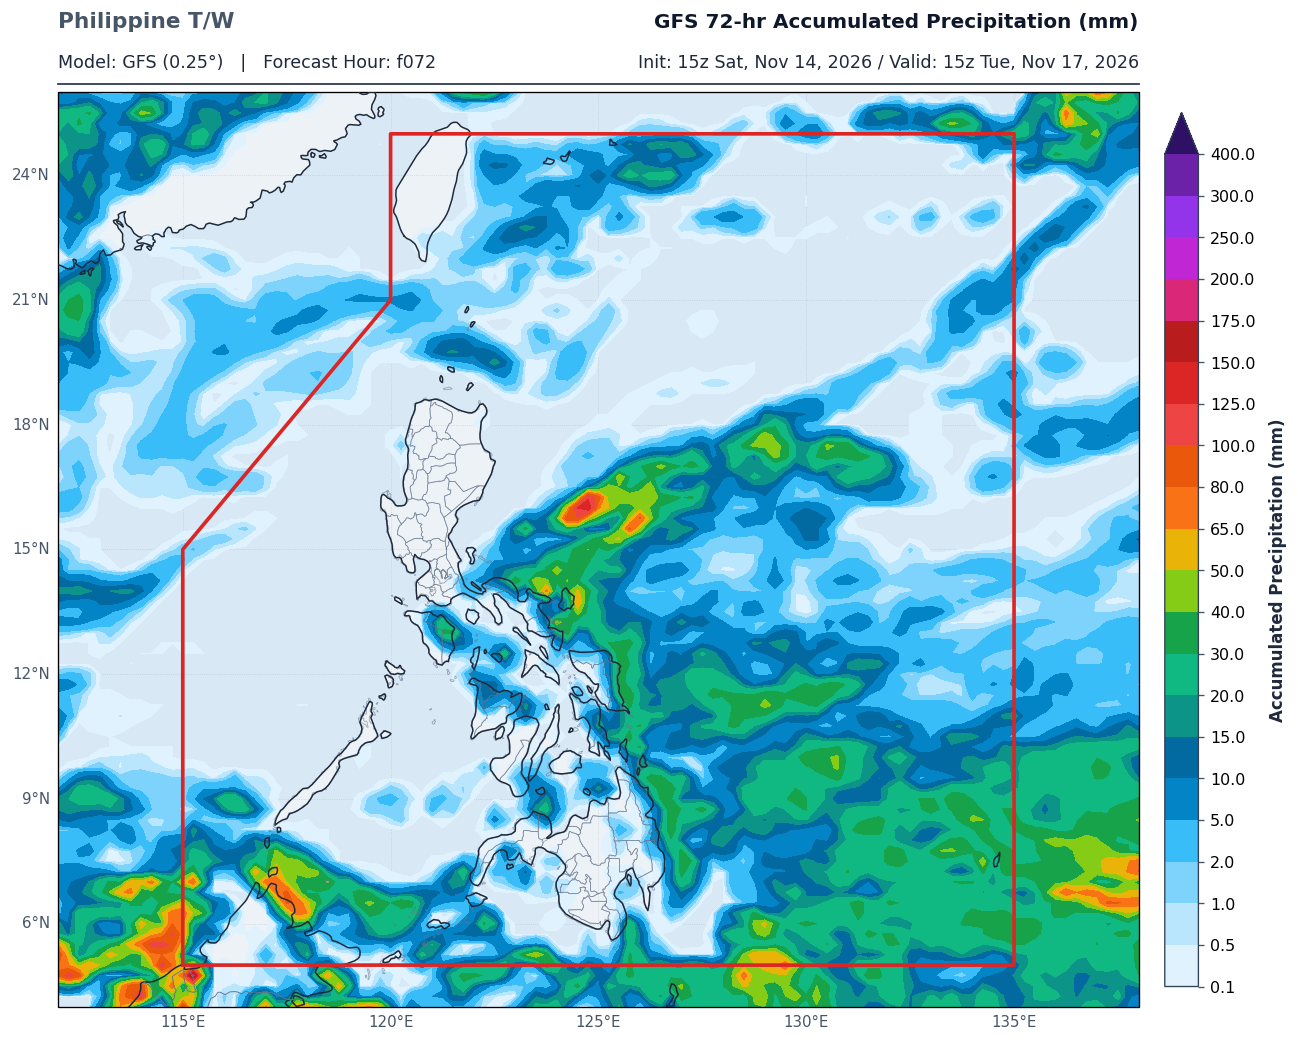 Philippine T/W
GFS 72-hr Accumulated Precipitation (mm)
Model: GFS (0.25°) | Forecast Hour: f072
Init: 15z Sat, Nov 14, 2026 / Valid: 15z Tue, Nov 17, 2026
24°N
21°N
18°N
15°N
12°N
9°N
6°N
115°E
120°E
125°E
130°E
135°E
400.0
300.0
250.0
200.0
175.0
150.0
125.0
100.0
80.0
65.0
50.0
40.0
30.0
20.0
15.0
10.0
5.0
2.0
1.0
0.5
0.1
Accumulated Precipitation (mm)